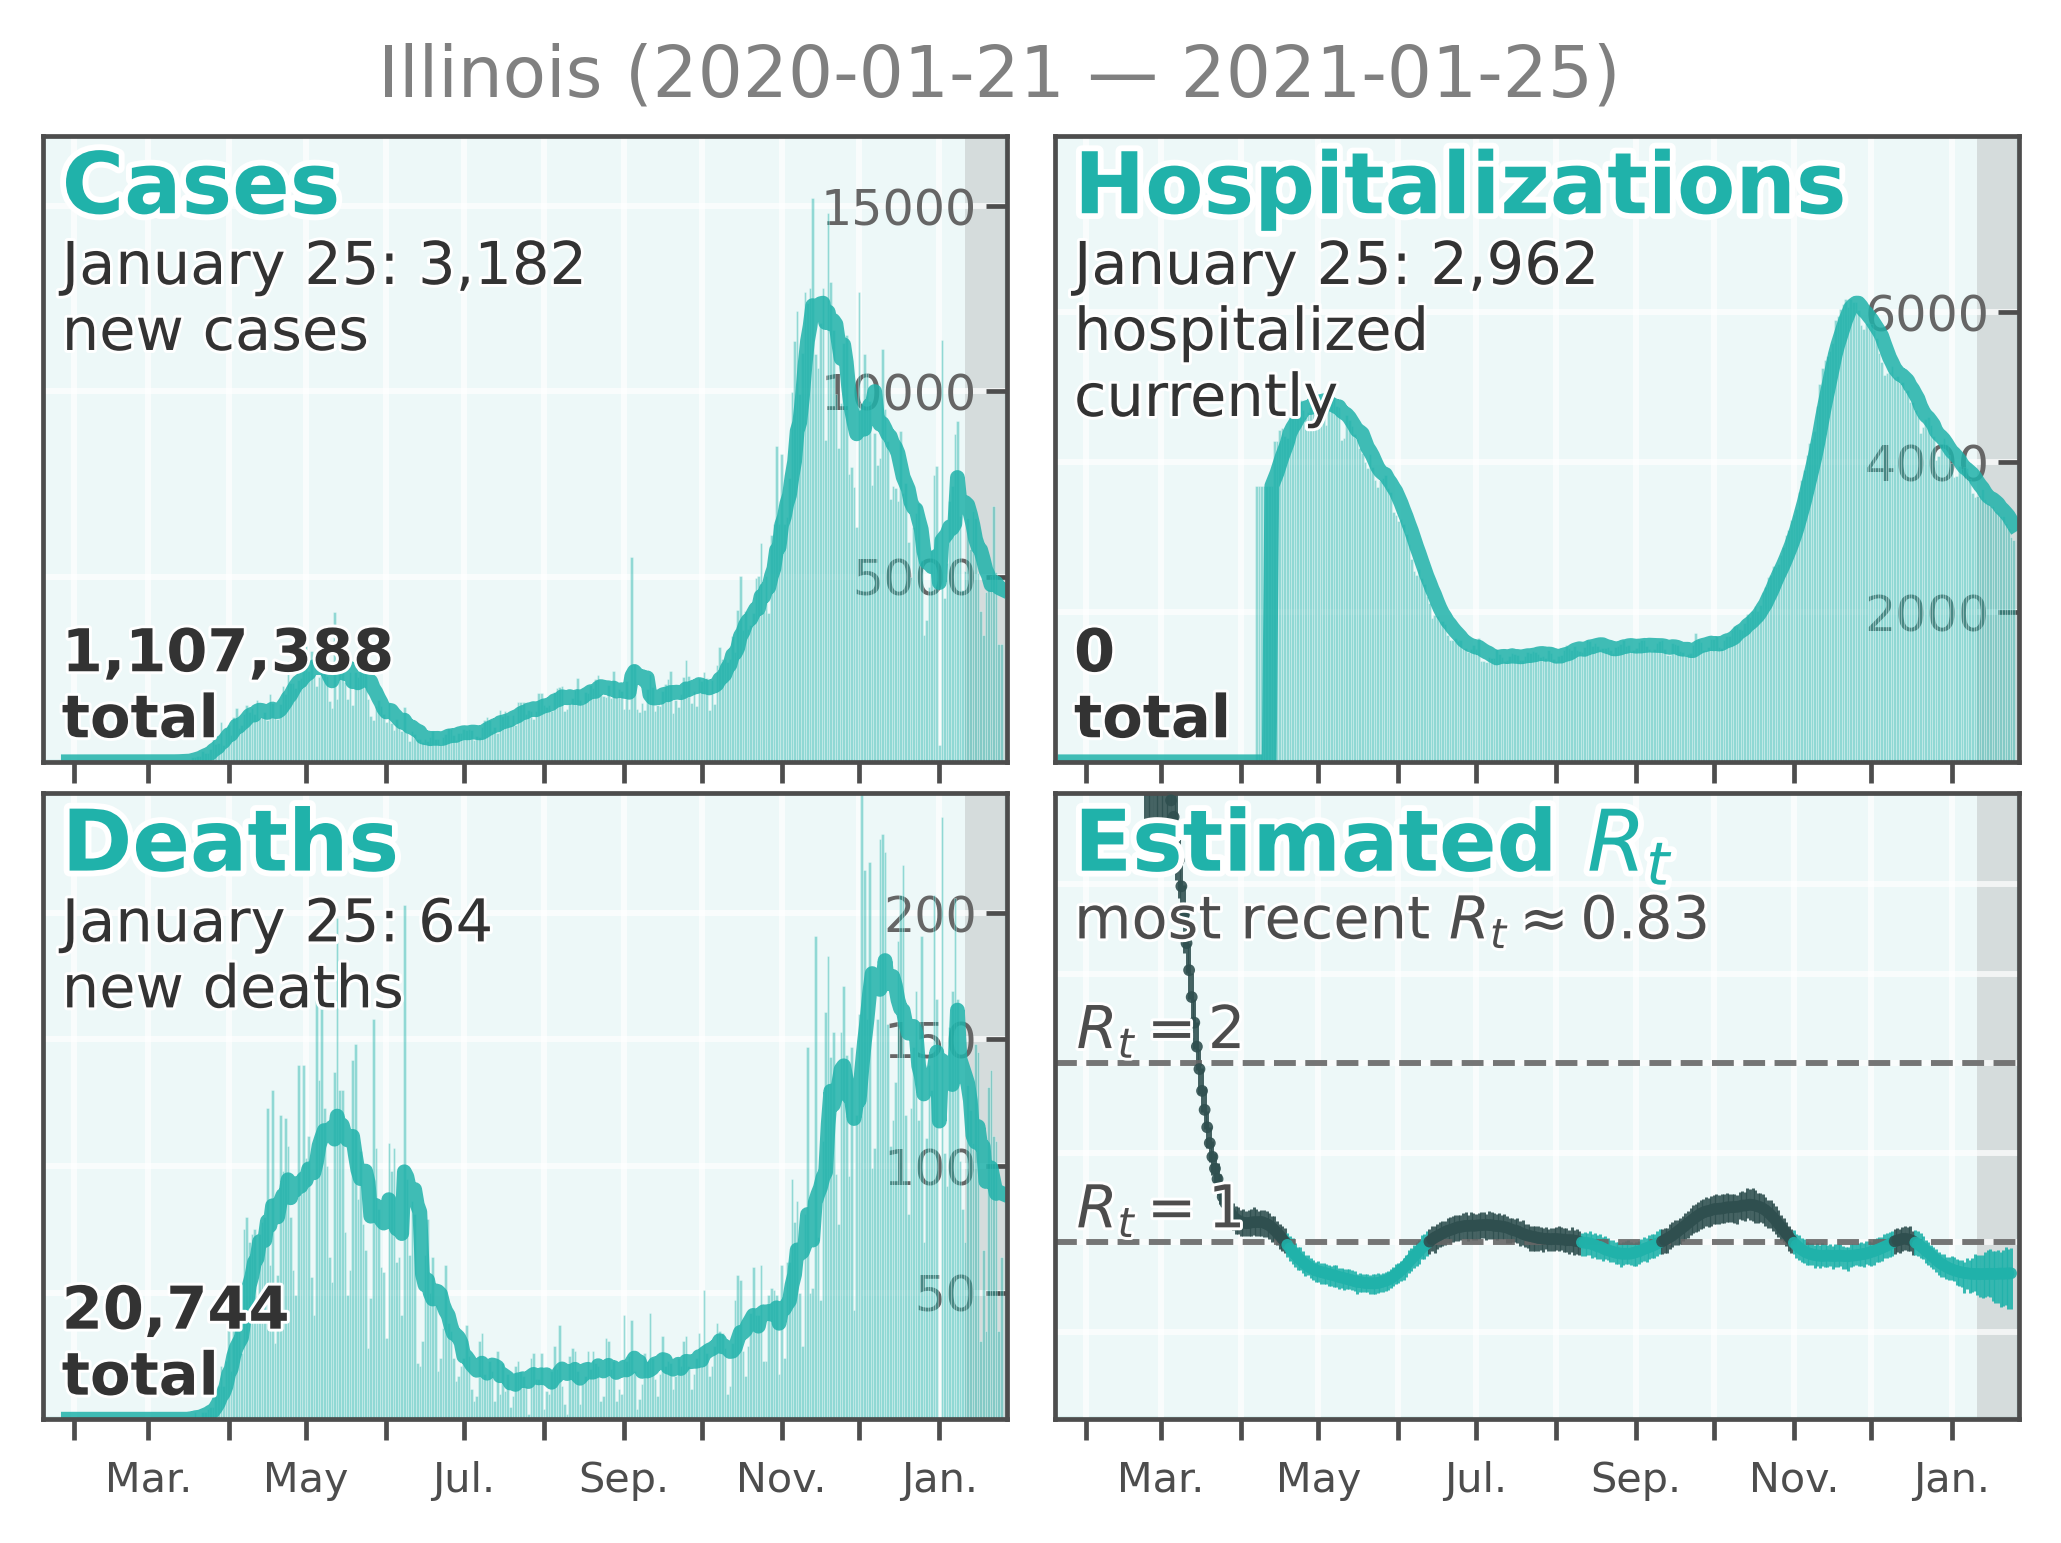 Illinois (2020-01-21 — 2021-01-25)
Cases
January 25: 3,182
new cases
15000
10000
5000
1,107,388
total
Hospitalizations
January 25: 2,962
hospitalized
currently
6000
4000
2000
0
total
Deaths
January 25: 64
new deaths
200
150
100
50
20,744
total
Mar. May Jul. Sep. Nov. Jan.
Estimated Rt
most recent Rt ≈ 0.83
Rt = 2
Rt = 1
Mar. May Jul. Sep. Nov. Jan.